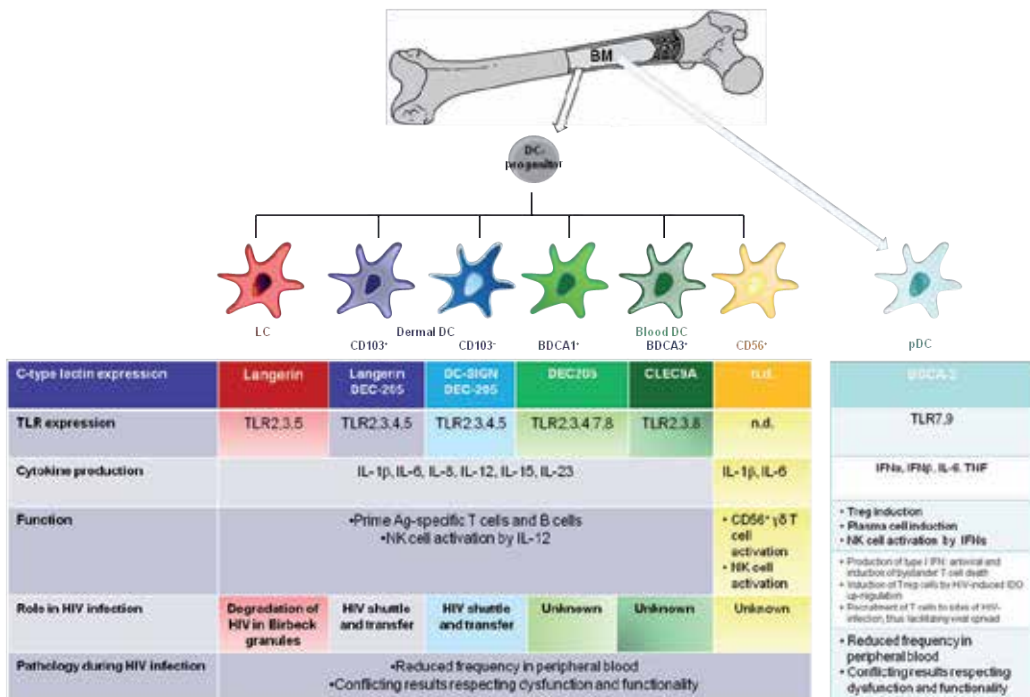 BM
DC-
progenitor
LC
Dermal DC
Blood DC
CD103⁺
CD103⁻
BDCA1⁺
BDCA3⁺
CD56⁺
pDC
C-type lectin expression
Langerin
Langerin
DEC-205
DC-SIGN
DEC-205
DEC205
CLEC9A
n.d.
TLR expression
TLR2,3,5
TLR2,3,4,5
TLR2,3,4,5
TLR2,3,4,7,8
TLR2,3,8
n.d.
TLR7,9
Cytokine production
IL-1β, IL-6, IL-8, IL-12, IL-15, IL-23
IL-1β, IL-6
IFNα, IFNβ, IL-6, TNF
Function
•Prime Ag-specific T cells and B cells
•NK cell activation by IL-12
• CD56⁺ γδ T
cell
activation
• NK cell
activation
• Treg induction
• Plasma cell induction
• NK cell activation by IFNs
Role in HIV infection
Degradation of
HIV in Birbeck
granules
HIV shuttle
and transfer
HIV shuttle
and transfer
Unknown
Unknown
Unknown
• Production of type I IFN: antiviral and
induction of bystander T cell death
• Induction of Treg cells by HIV-induced IDO
up-regulation
• Recruitment of T cells to sites of HIV-
infection, thus facilitating viral spread
Pathology during HIV infection
•Reduced frequency in peripheral blood
•Conflicting results respecting dysfunction and functionality
• Reduced frequency in
peripheral blood
• Conflicting results respecting
dysfunction and functionality